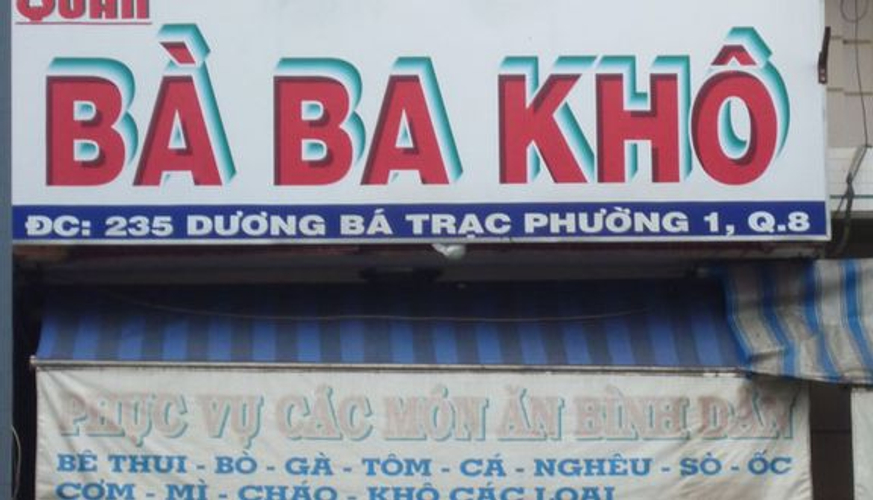 QUÁN
BÀ BA KHÔ
ĐC: 235 DƯƠNG BÁ TRẠC PHƯỜNG 1, Q.8
PHỤC VỤ CÁC MÓN ĂN BÌNH DÂN
BÊ THUI - BÒ - GÀ - TÔM - CÁ - NGHÊU - SÒ - ỐC
CƠM - MÌ - CHÁO - KHÔ CÁC LOẠI